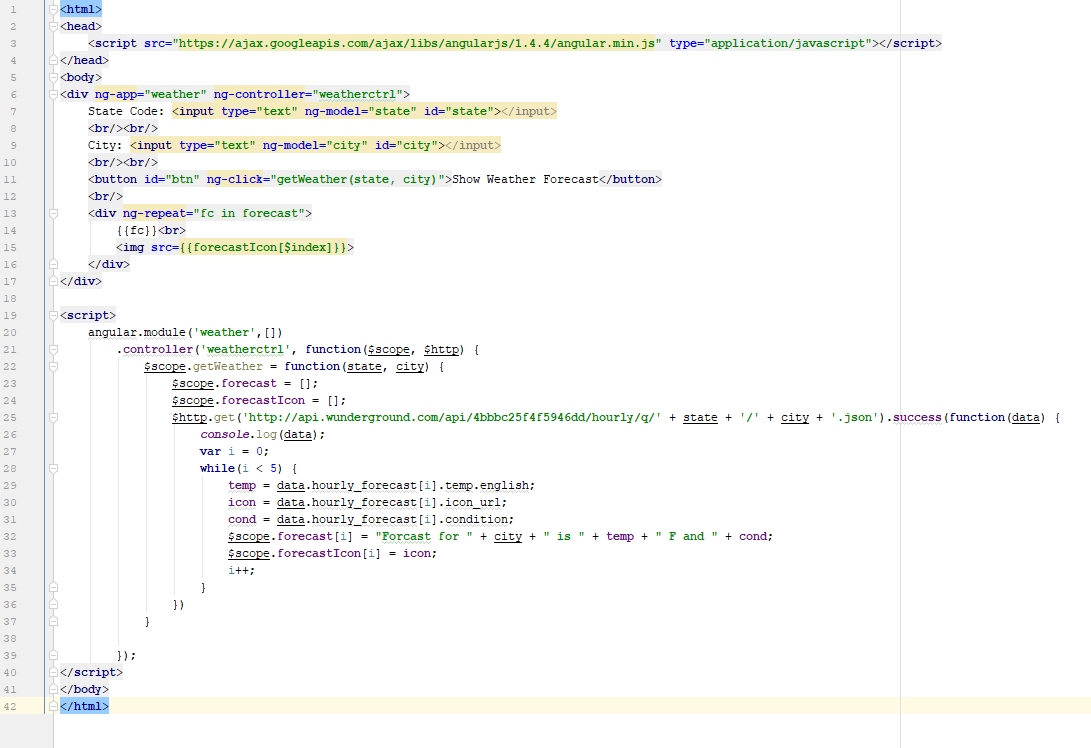 1 <html>
2 <head>
3 <script src="https://ajax.googleapis.com/ajax/libs/angularjs/1.4.4/angular.min.js" type="application/javascript"></script>
4 </head>
5 <body>
6 <div ng-app="weather" ng-controller="weatherctrl">
7 State Code: <input type="text" ng-model="state" id="state"></input>
8 <br/><br/>
9 City: <input type="text" ng-model="city" id="city"></input>
10 <br/><br/>
11 <button id="btn" ng-click="getWeather(state, city)">Show Weather Forecast</button>
12 <br/>
13 <div ng-repeat="fc in forecast">
14 {{fc}}<br>
15 <img src={{forecastIcon[$index]}}>
16 </div>
17 </div>
18
19 <script>
20 angular.module('weather',[])
21 .controller('weatherctrl', function($scope, $http) {
22 $scope.getWeather = function(state, city) {
23 $scope.forecast = [];
24 $scope.forecastIcon = [];
25 $http.get('http://api.wunderground.com/api/4bbbc25f4f5946dd/hourly/q/' + state + '/' + city + '.json').success(function(data) {
26 console.log(data);
27 var i = 0;
28 while(i < 5) {
29 temp = data.hourly_forecast[i].temp.english;
30 icon = data.hourly_forecast[i].icon_url;
31 cond = data.hourly_forecast[i].condition;
32 $scope.forecast[i] = "Forcast for " + city + " is " + temp + " F and " + cond;
33 $scope.forecastIcon[i] = icon;
34 i++;
35 }
36 })
37 }
38
39 });
40 </script>
41 </body>
42 </html>